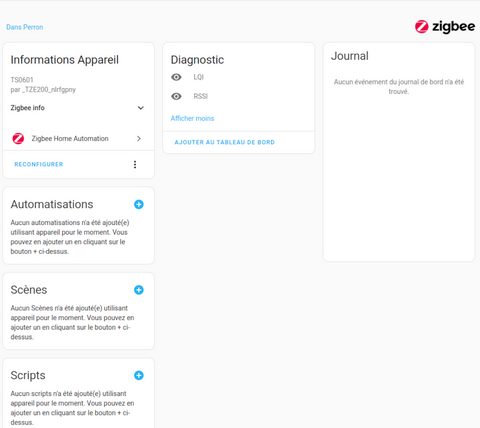 Dans Perron
zigbee
Informations Appareil
TS0601
par _TZE200_nlrfgpny
Zigbee info
Zigbee Home Automation
RECONFIGURER
Automatisations
Aucun automatisations n'a été ajouté(e)
utilisant appareil pour le moment. Vous
pouvez en ajouter un en cliquant sur le
bouton + ci-dessus.
Scènes
Aucun Scènes n'a été ajouté(e) utilisant
appareil pour le moment. Vous pouvez en
ajouter un en cliquant sur le bouton + ci-
dessus.
Scripts
Aucun scripts n'a été ajouté(e) utilisant
appareil pour le moment. Vous pouvez en
ajouter un en cliquant sur le bouton + ci-
dessus.
Diagnostic
LQI
RSSI
Afficher moins
AJOUTER AU TABLEAU DE BORD
Journal
Aucun événement du journal de bord n'a été
trouvé.